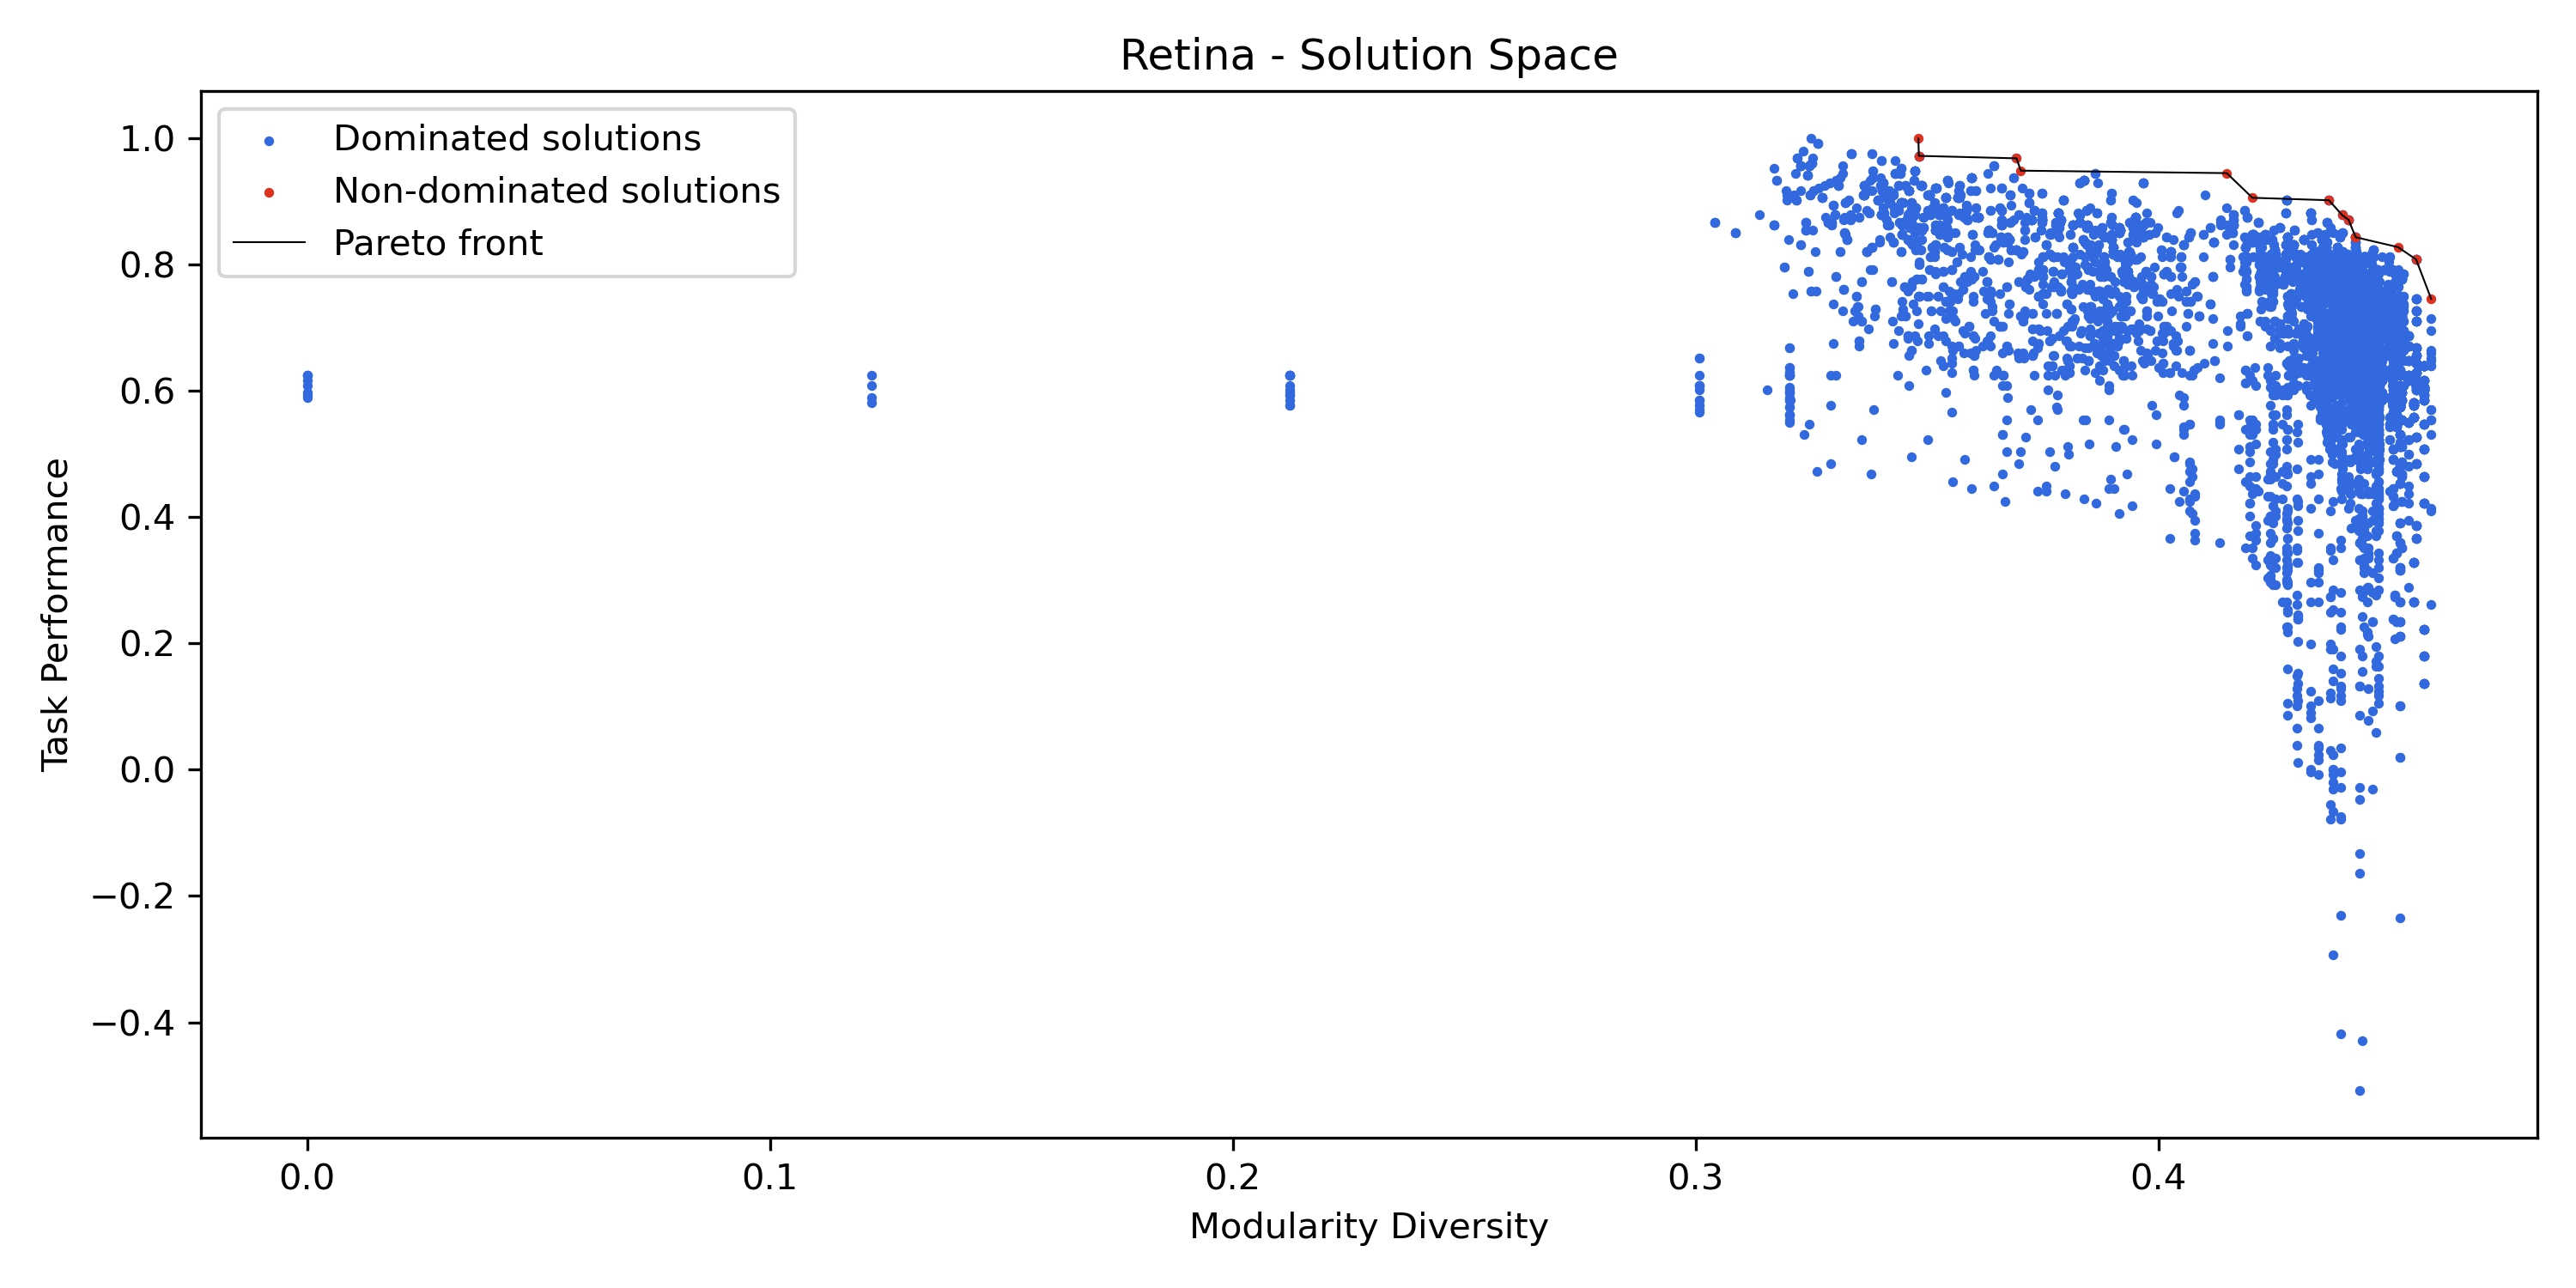 Retina - Solution Space
Dominated solutions
Non-dominated solutions
Pareto front
1.0
0.8
0.6
0.4
0.2
0.0
−0.2
−0.4
Task Performance
0.0
0.1
0.2
0.3
0.4
Modularity Diversity